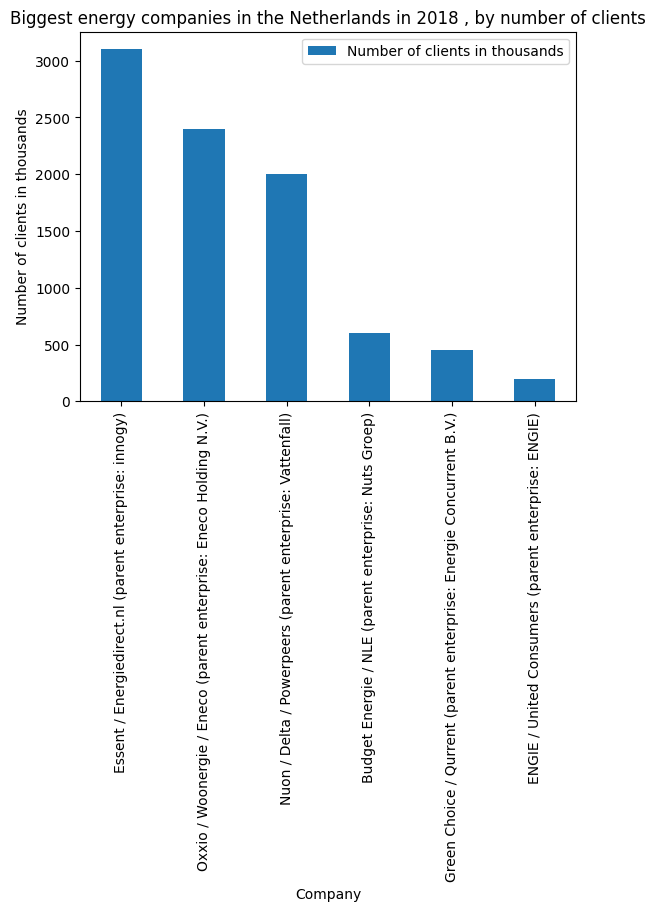 Biggest energy companies in the Netherlands in 2018 , by number of clients
Number of clients in thousands
Number of clients in thousands
3000
2500
2000
1500
1000
500
0
Essent / Energiedirect.nl (parent enterprise: innogy)
Oxxio / Woonergie / Eneco (parent enterprise: Eneco Holding N.V.)
Nuon / Delta / Powerpeers (parent enterprise: Vattenfall)
Budget Energie / NLE (parent enterprise: Nuts Groep)
Green Choice / Qurrent (parent enterprise: Energie Concurrent B.V.)
ENGIE / United Consumers (parent enterprise: ENGIE)
Company